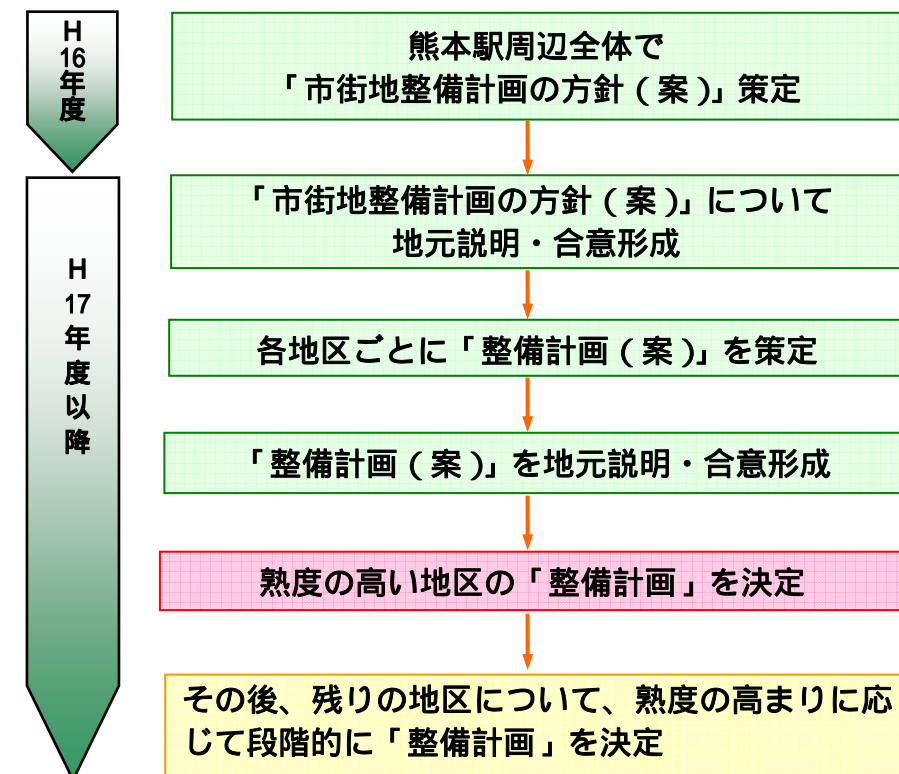 H16年度
熊本駅周辺全体で
「市街地整備計画の方針(案)」策定
H17年度以降
「市街地整備計画の方針(案)」について
地元説明・合意形成
各地区ごとに「整備計画(案)」を策定
「整備計画(案)」を地元説明・合意形成
熟度の高い地区の「整備計画」を決定
その後、残りの地区について、熟度の高まりに応
じて段階的に「整備計画」を決定